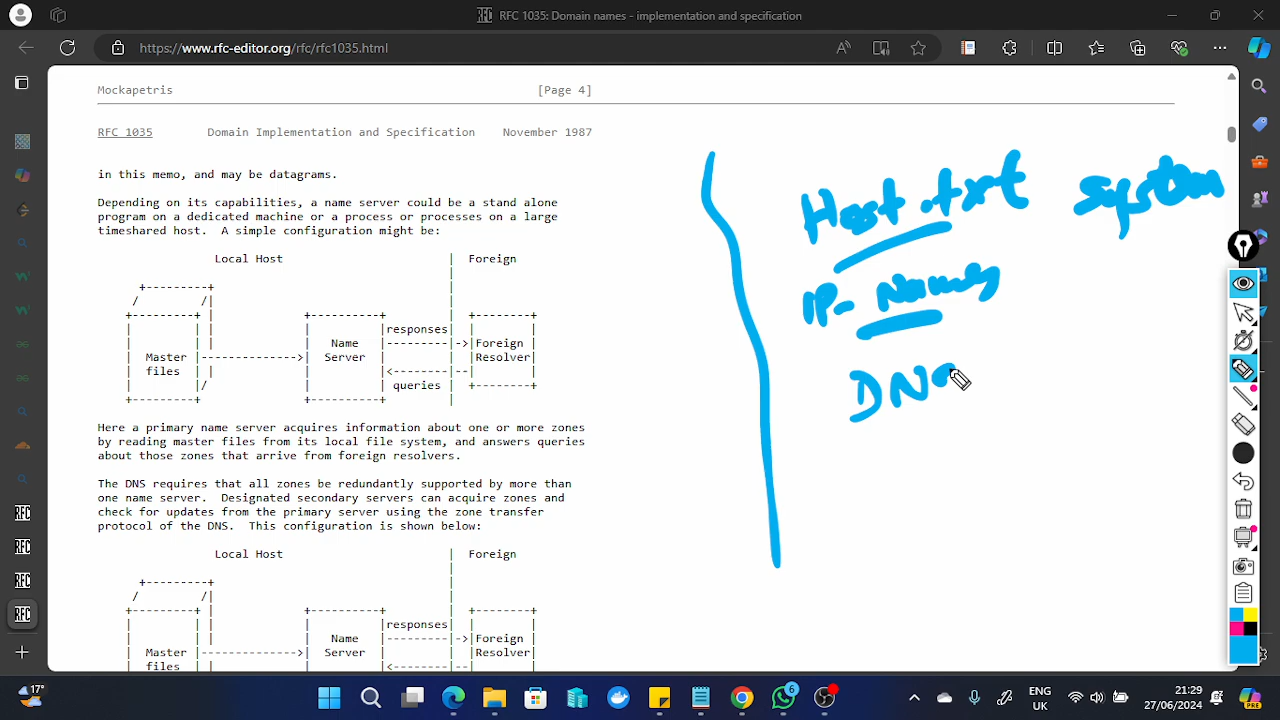 RFC 1035: Domain names - implementation and specification
https://www.rfc-editor.org/rfc/rfc1035.html
Mockapetris [Page 4]
RFC 1035 Domain Implementation and Specification November 1987
in this memo, and may be datagrams.
Depending on its capabilities, a name server could be a stand alone
program on a dedicated machine or a process or processes on a large
timeshared host. A simple configuration might be:
Local Host | Foreign
|
+---------+ |
/ /| |
+---------+ | +----------+ | +--------+
| | | | |responses| | |
| | | | Name |---------|->|Foreign |
| Master |-------------->| Server | | |Resolver|
| files | | | |<--------|--| |
| |/ | | queries | +--------+
+---------+ +----------+ |
Here a primary name server acquires information about one or more zones
by reading master files from its local file system, and answers queries
about those zones that arrive from foreign resolvers.
The DNS requires that all zones be redundantly supported by more than
one name server. Designated secondary servers can acquire zones and
check for updates from the primary server using the zone transfer
protocol of the DNS. This configuration is shown below:
Local Host | Foreign
|
+---------+ |
/ /| |
+---------+ | +----------+ | +--------+
| | | | |responses| | |
| | | | Name |---------|->|Foreign |
| Master |-------------->| Server | | |Resolver|
| files | | | |<--------|--| |
Host.txt system
IP- Names
DNS
17°
6
ENG
UK
21:29
27/06/2024
PRE